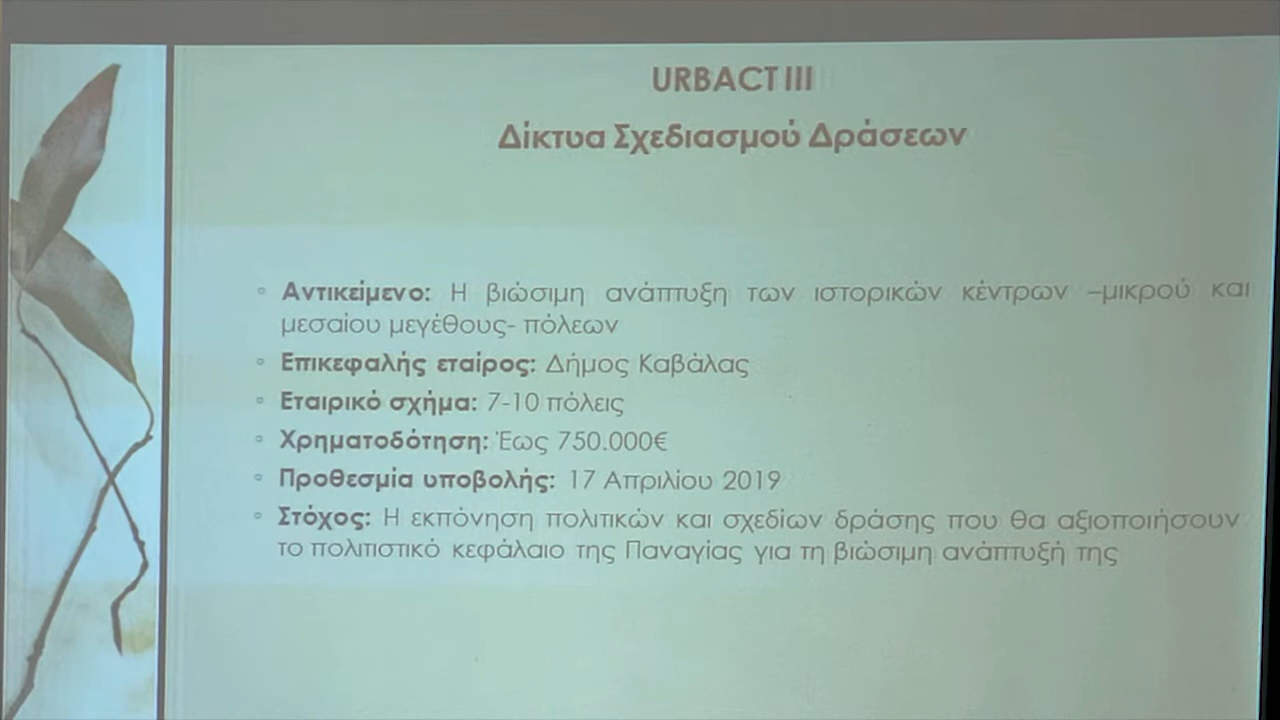 URBACT III
Δίκτυα Σχεδιασμού Δράσεων
◦ Αντικείμενο: Η βιώσιμη ανάπτυξη των ιστορικών κέντρων –μικρού και
μεσαίου μεγέθους- πόλεων
◦ Επικεφαλής εταίρος: Δήμος Καβάλας
◦ Εταιρικό σχήμα: 7-10 πόλεις
◦ Χρηματοδότηση: Έως 750.000€
◦ Προθεσμία υποβολής: 17 Απριλίου 2019
◦ Στόχος: Η εκπόνηση πολιτικών και σχεδίων δράσης που θα αξιοποιήσουν
το πολιτιστικό κεφάλαιο της Παναγίας για τη βιώσιμη ανάπτυξή της